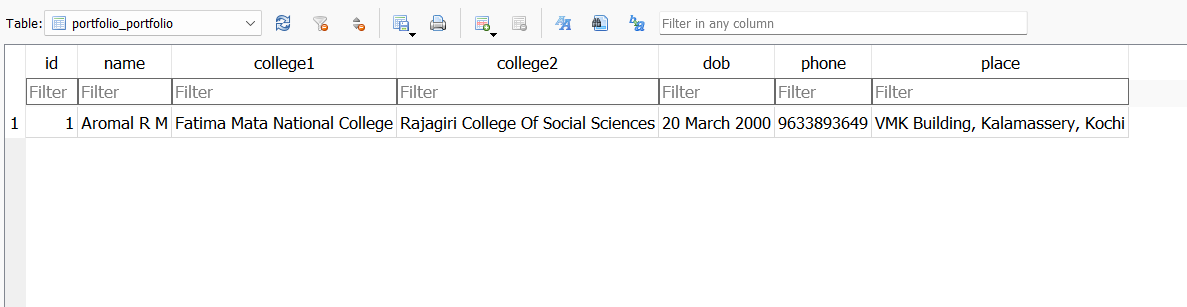 Table: portfolio_portfolio Filter in any column
id name college1 college2 dob phone place
Filter Filter Filter Filter Filter Filter Filter
1 1 Aromal R M Fatima Mata National College Rajagiri College Of Social Sciences 20 March 2000 9633893649 VMK Building, Kalamassery, Kochi